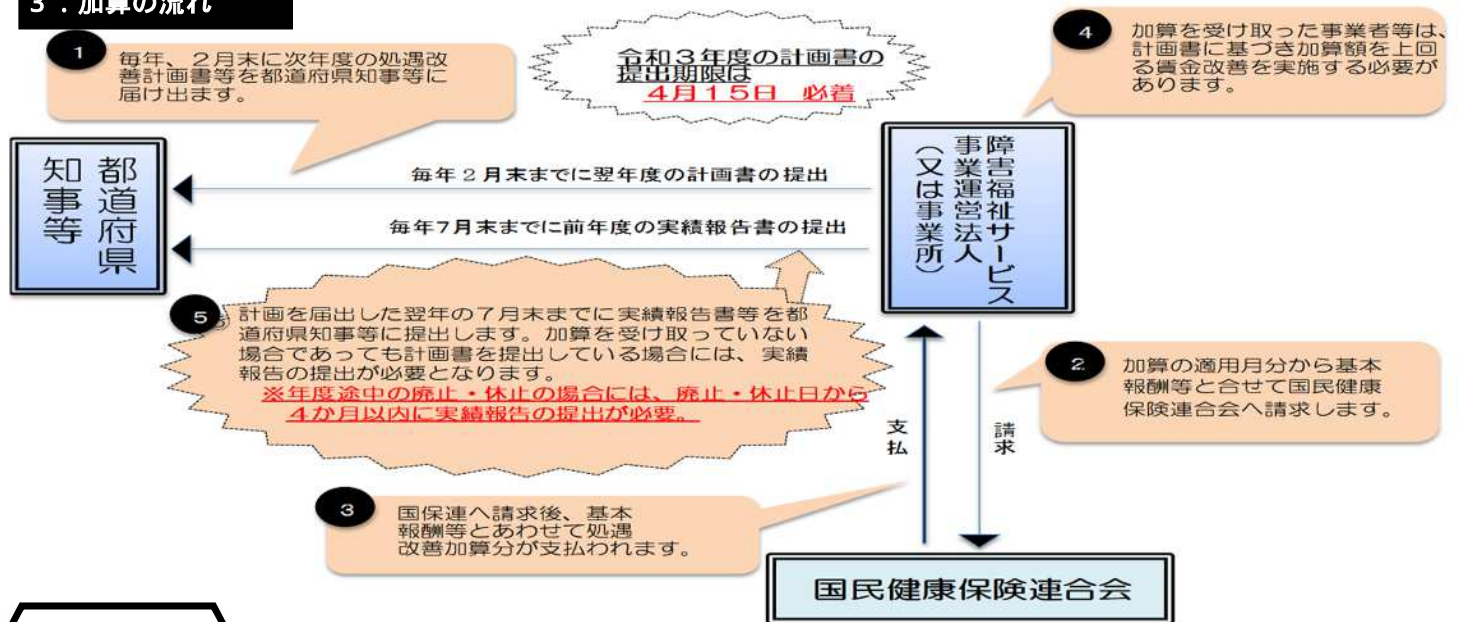 ３．加算の流れ
1
毎年、２月末に次年度の処遇改
善計画書等を都道府県知事等に
届け出ます。
令和３年度の計画書の
提出期限は
４月１５日　必着
4
加算を受け取った事業者等は、
計画書に基づき加算額を上回
る賃金改善を実施する必要が
あります。
都道府県
知事等
毎年２月末までに翌年度の計画書の提出
毎年7月末までに前年度の実績報告書の提出
障害福祉サービス
事業運営法人
（又は事業所）
5
計画を届出した翌年の７月末までに実績報告書等を都
道府県知事等に提出します。加算を受け取っていない
場合であっても計画書を提出している場合には、実績
報告の提出が必要となります。
※年度途中の廃止・休止の場合には、廃止・休止日から
４か月以内に実績報告の提出が必要。
2
加算の適用月分から基本
報酬等と合せて国民健康
保険連合会へ請求します。
支払
請求
3
国保連へ請求後、基本
報酬等とあわせて処遇
改善加算分が支払われます。
国民健康保険連合会